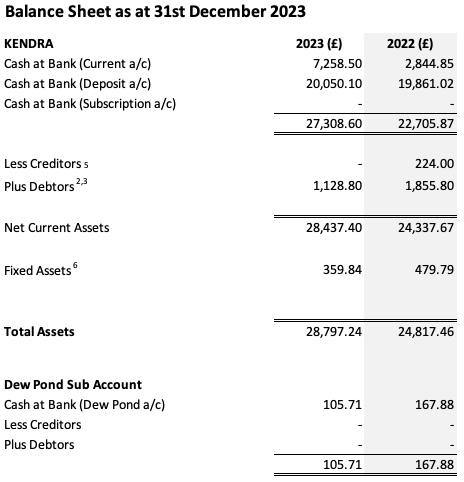 Balance Sheet as at 31st December 2023
KENDRA 2023 (£) 2022 (£)
Cash at Bank (Current a/c) 7,258.50 2,844.85
Cash at Bank (Deposit a/c) 20,050.10 19,861.02
Cash at Bank (Subscription a/c) - -
27,308.60 22,705.87
Less Creditors 5 - 224.00
Plus Debtors 2,3 1,128.80 1,855.80
Net Current Assets 28,437.40 24,337.67
Fixed Assets 6 359.84 479.79
Total Assets 28,797.24 24,817.46
Dew Pond Sub Account
Cash at Bank (Dew Pond a/c) 105.71 167.88
Less Creditors - -
Plus Debtors - -
105.71 167.88